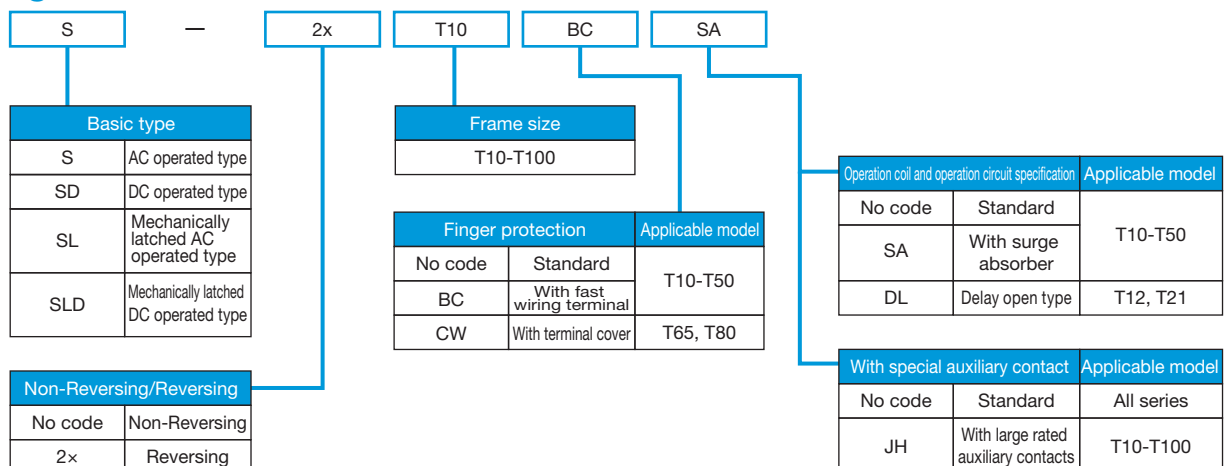 S — 2x T10 BC SA
Basic type
S AC operated type
SD DC operated type
SL Mechanically
latched AC
operated type
SLD Mechanically latched
DC operated type
Non-Reversing/Reversing
No code Non-Reversing
2× Reversing
Frame size
T10-T100
Finger protection Applicable model
No code Standard T10-T50
BC With fast
wiring terminal
CW With terminal cover T65, T80
Operation coil and operation circuit specification Applicable model
No code Standard T10-T50
SA With surge
absorber
DL Delay open type T12, T21
With special auxiliary contact Applicable model
No code Standard All series
JH With large rated
auxiliary contacts T10-T100